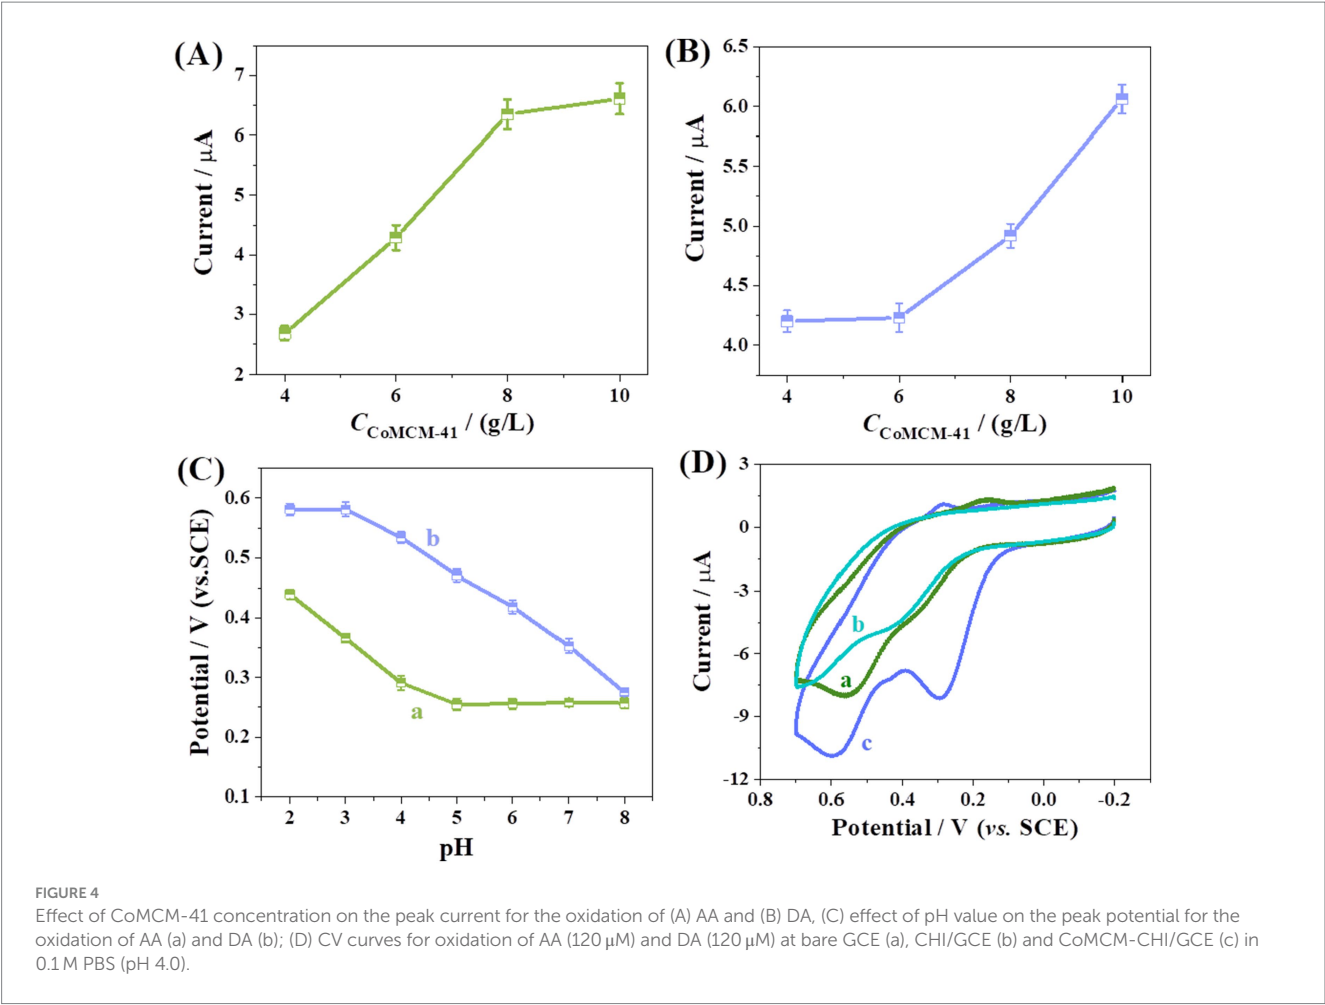 (A)
7
6
5
4
3
2
Current / μA
4 6 8 10
C CoMCM-41 / (g/L)
(B)
6.5
6.0
5.5
5.0
4.5
4.0
Current / μA
4 6 8 10
C CoMCM-41 / (g/L)
(C)
0.6
0.5
0.4
0.3
0.2
0.1
Potential / V (vs.SCE)
b
a
2 3 4 5 6 7 8
pH
(D)
3
0
-3
-6
-9
-12
Current / μA
b
a
c
0.8 0.6 0.4 0.2 0.0 -0.2
Potential / V (vs. SCE)
FIGURE 4
Effect of CoMCM-41 concentration on the peak current for the oxidation of (A) AA and (B) DA, (C) effect of pH value on the peak potential for the
oxidation of AA (a) and DA (b); (D) CV curves for oxidation of AA (120 μM) and DA (120 μM) at bare GCE (a), CHI/GCE (b) and CoMCM-CHI/GCE (c) in
0.1 M PBS (pH 4.0).